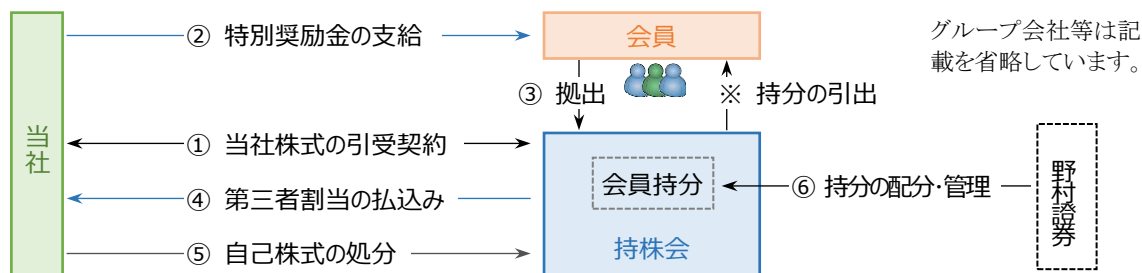 ② 特別奨励金の支給
会員
グループ会社等は記
載を省略しています。
③ 拠出
※ 持分の引出
当社
① 当社株式の引受契約
会員持分
⑥ 持分の配分・管理
野村證券
④ 第三者割当の払込み
⑤ 自己株式の処分
持株会